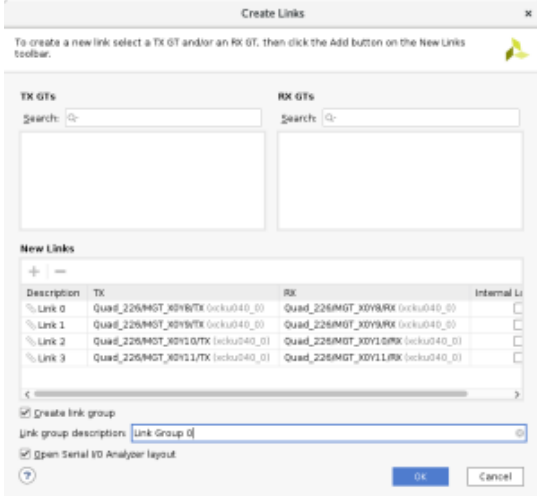 Create Links
To create a new link select a TX GT and/or an RX GT, then click the Add button on the New Links
toolbar.
TX GTs
RX GTs
Search:
Search:
New Links
Description TX RX Internal L
Link 0 Quad_226/MGT_X0Y8/TX (xcku040_0) Quad_226/MGT_X0Y8/RX (xcku040_0)
Link 1 Quad_226/MGT_X0Y9/TX (xcku040_0) Quad_226/MGT_X0Y9/RX (xcku040_0)
Link 2 Quad_226/MGT_X0Y10/TX (xcku040_0) Quad_226/MGT_X0Y10/RX (xcku040_0)
Link 3 Quad_226/MGT_X0Y11/TX (xcku040_0) Quad_226/MGT_X0Y11/RX (xcku040_0)
Create link group
Link group description: Link Group 0
Open Serial I/O Analyzer layout
? OK Cancel